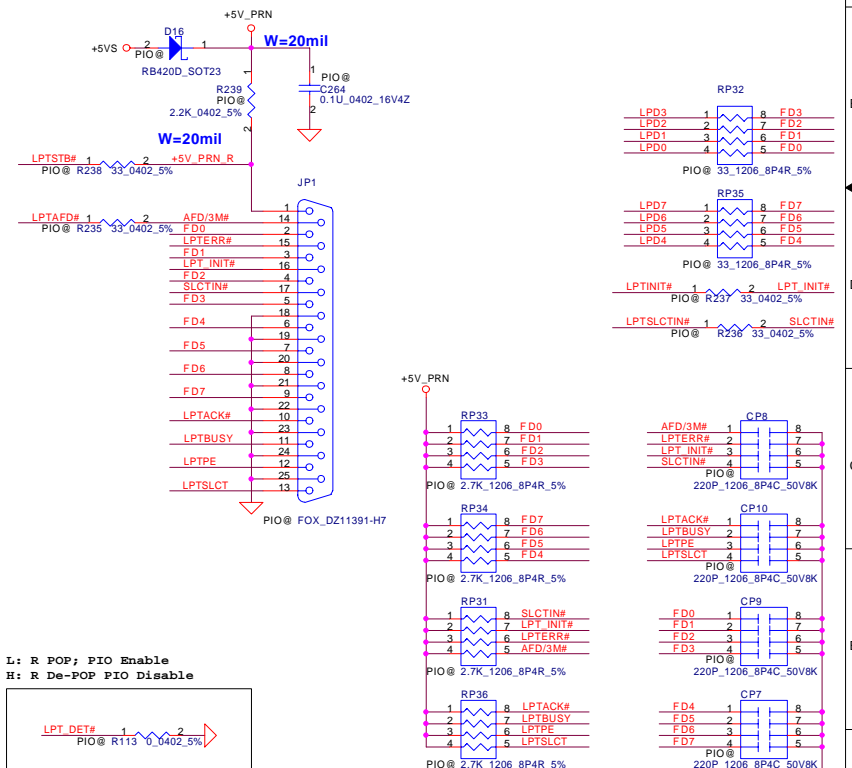 +5V_PRN
D16
+5VS 2 1 W=20mil
PIO@
RB420D_SOT23
1
R239
PIO@
2.2K_0402_5%
2
1
PIO@
C264
0.1U_0402_16V4Z
2
W=20mil
LPTSTB# 1 2 +5V_PRN_R
PIO@ R238 33_0402_5%
JP1
1
LPTAFD# 1 2 AFD/3M# 14
PIO@ R235 33_0402_5%
FD0 2
LPTERR# 15
FD1 3
LPT_INIT# 16
FD2 4
SLCTIN# 17
FD3 5
18
FD4 6
19
FD5 7
20
FD6 8
21
FD7 9
22
LPTACK# 10
23
LPTBUSY 11
24
LPTPE 12
25
LPTSLCT 13
PIO@ FOX_DZ11391-H7
RP32
LPD3 1 8 FD3
LPD2 2 7 FD2
LPD1 3 6 FD1
LPD0 4 5 FD0
PIO@ 33_1206_8P4R_5%
RP35
LPD7 1 8 FD7
LPD6 2 7 FD6
LPD5 3 6 FD5
LPD4 4 5 FD4
PIO@ 33_1206_8P4R_5%
LPTINIT# 1 2 LPT_INIT#
PIO@ R237 33_0402_5%
LPTSLCTIN# 1 2 SLCTIN#
PIO@ R236 33_0402_5%
+5V_PRN
RP33
1 8 FD0
2 7 FD1
3 6 FD2
4 5 FD3
PIO@ 2.7K_1206_8P4R_5%
RP34
1 8 FD7
2 7 FD6
3 6 FD5
4 5 FD4
PIO@ 2.7K_1206_8P4R_5%
RP31
1 8 SLCTIN#
2 7 LPT_INIT#
3 6 LPTERR#
4 5 AFD/3M#
PIO@ 2.7K_1206_8P4R_5%
RP36
1 8 LPTACK#
2 7 LPTBUSY
3 6 LPTPE
4 5 LPTSLCT
PIO@ 2.7K_1206_8P4R_5%
CP8
AFD/3M# 1 8
LPTERR# 2 7
LPT_INIT# 3 6
SLCTIN# 4 5
PIO@
220P_1206_8P4C_50V8K
CP10
LPTACK# 1 8
LPTBUSY 2 7
LPTPE 3 6
LPTSLCT 4 5
PIO@
220P_1206_8P4C_50V8K
CP9
FD0 1 8
FD1 2 7
FD2 3 6
FD3 4 5
PIO@
220P_1206_8P4C_50V8K
CP7
FD4 1 8
FD5 2 7
FD6 3 6
FD7 4 5
PIO@
220P_1206_8P4C_50V8K
L: R POP; PIO Enable
H: R De-POP PIO Disable
LPT_DET# 1 2
PIO@ R113 0_0402_5%